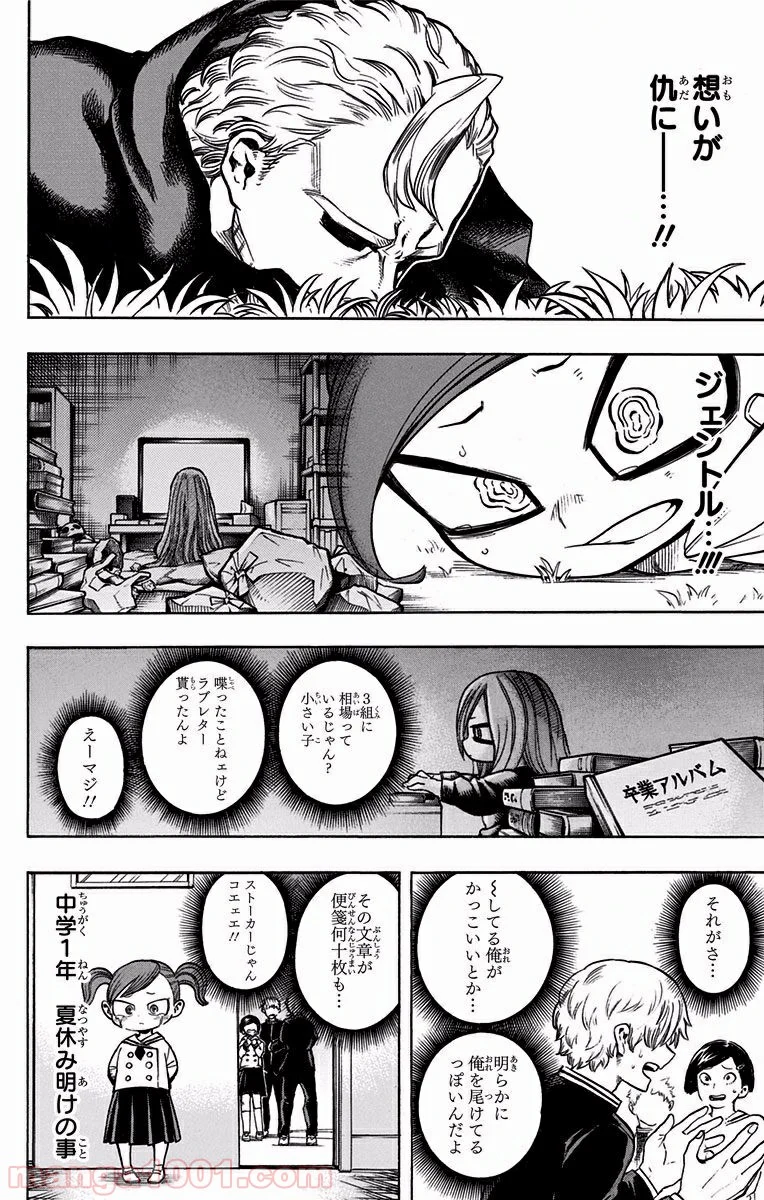 想いが
仇に――…!!
ジェントル…!!!
3組に
相場って
いるじゃん?
小さい子
喋ったことねェけど
ラブレター
貰ったんよ
えーマジ!!
卒業アルバム
それがさ…
〜してる俺が
かっこいいとか…
明らかに
俺を尾けてる
っぽいんだよ
その文章が
便箋何十枚も…
ストーカーじゃん
コエェエ!!
中学1年 夏休み明けの事
manga1001.com